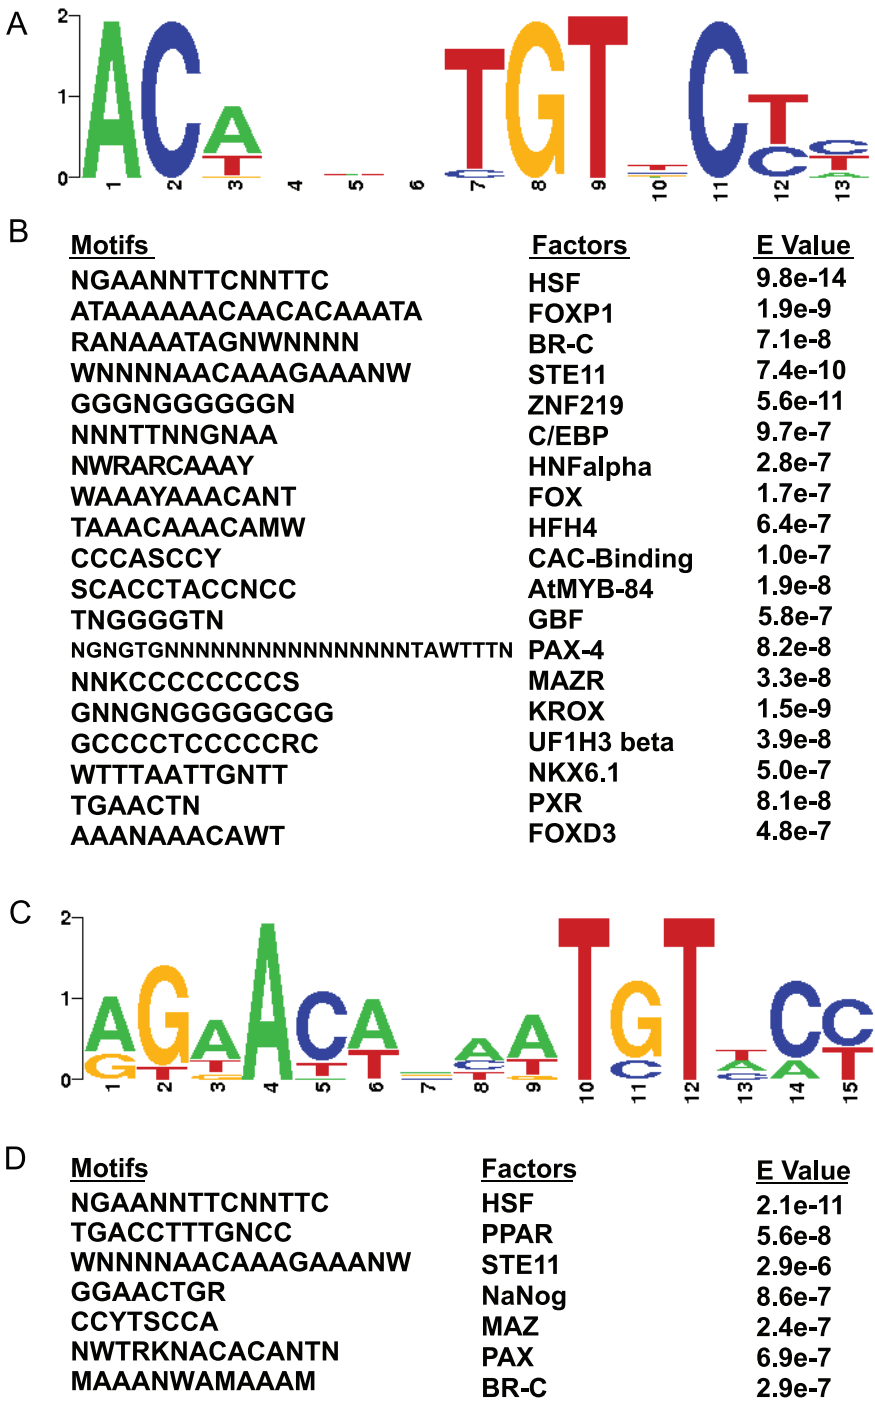 A
2
1
0
ACATTCTGTTCTCCTA
1 2 3 4 5 6 7 8 9 10 11 12 13
B
Motifs Factors E Value
NGAANNTTCNNTTC HSF 9.8e-14
ATAAAAAACAACACAAATA FOXP1 1.9e-9
RANAAATAGNWNNNN BR-C 7.1e-8
WNNNNAACAAAGAAANW STE11 7.4e-10
GGGNGGGGGGN ZNF219 5.6e-11
NNNTTNNGNAA C/EBP 9.7e-7
NWRARCAAAY HNFalpha 2.8e-7
WAAAYAAACANT FOX 1.7e-7
TAAACAAACAMW HFH4 6.4e-7
CCCASCCY CAC-Binding 1.0e-7
SCACCTACCNCC AtMYB-84 1.9e-8
TNGGGGTN GBF 5.8e-7
NGNGTGNNNNNNNNNNNNNNNNNTAWTTTN PAX-4 8.2e-8
NNKCCCCCCCCS MAZR 3.3e-8
GNNGNGGGGGCGG KROX 1.5e-9
GCCCCTCCCCCRC UF1H3 beta 3.9e-8
WTTTAATTGNTT NKX6.1 5.0e-7
TGAACTN PXR 8.1e-8
AAANAAACAWT FOXD3 4.8e-7
C
2
1
0
AGGTATGACTATACTATGTCTTACCACT
1 2 3 4 5 6 7 8 9 10 11 12 13 14 15
D
Motifs Factors E Value
NGAANNTTCNNTTC HSF 2.1e-11
TGACCTTTGNCC PPAR 5.6e-8
WNNNNAACAAAGAAANW STE11 2.9e-6
GGAACTGR NaNog 8.6e-7
CCYTSCCA MAZ 2.4e-7
NWTRKNACACANTN PAX 6.9e-7
MAAANWAMAAAM BR-C 2.9e-7